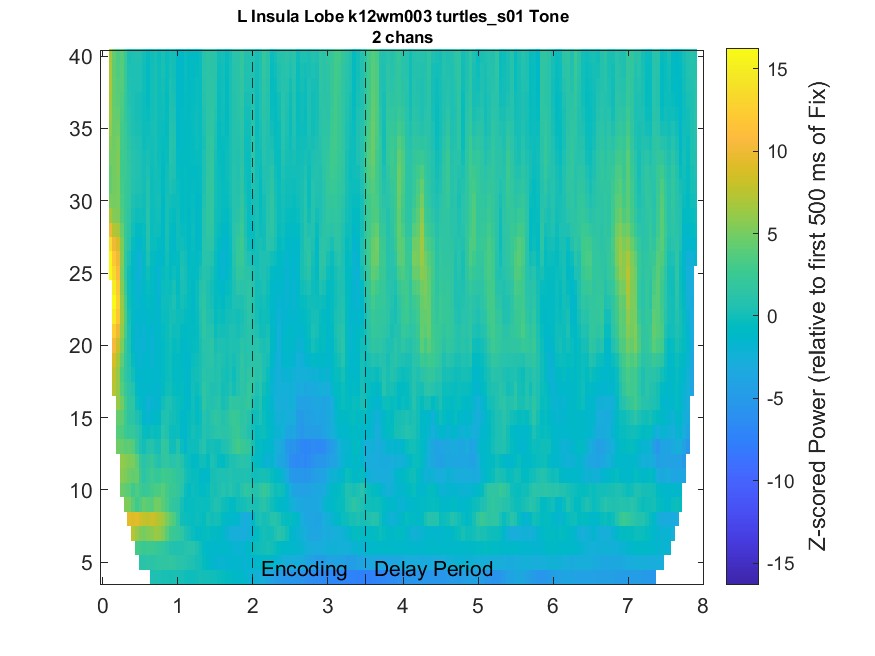 L Insula Lobe k12wm003 turtles_s01 Tone
2 chans
40
35
30
25
20
15
10
5
Encoding
Delay Period
0 1 2 3 4 5 6 7 8
15
10
5
0
-5
-10
-15
Z-scored Power (relative to first 500 ms of Fix)